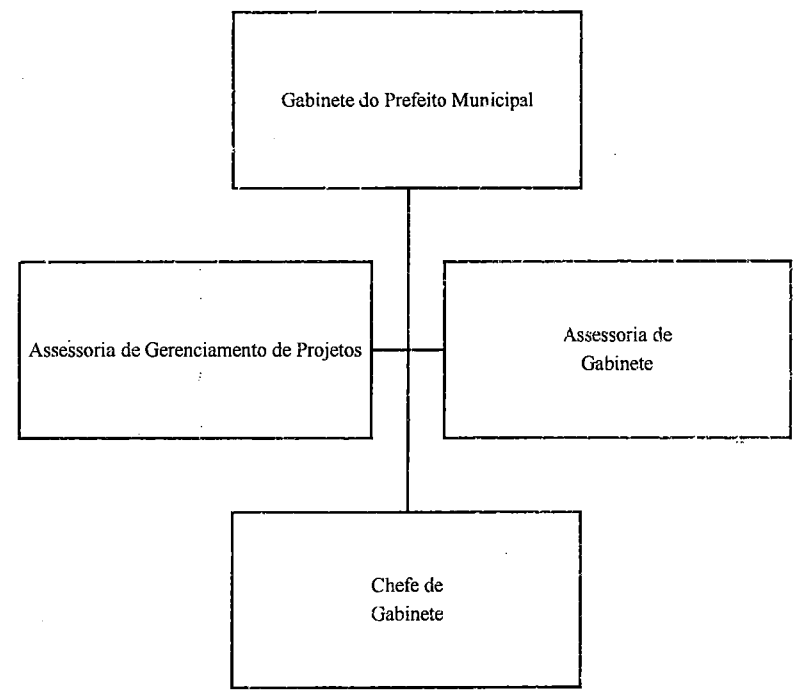 Gabinete do Prefeito Municipal
Assessoria de Gerenciamento de Projetos
Assessoria de
Gabinete
Chefe de
Gabinete